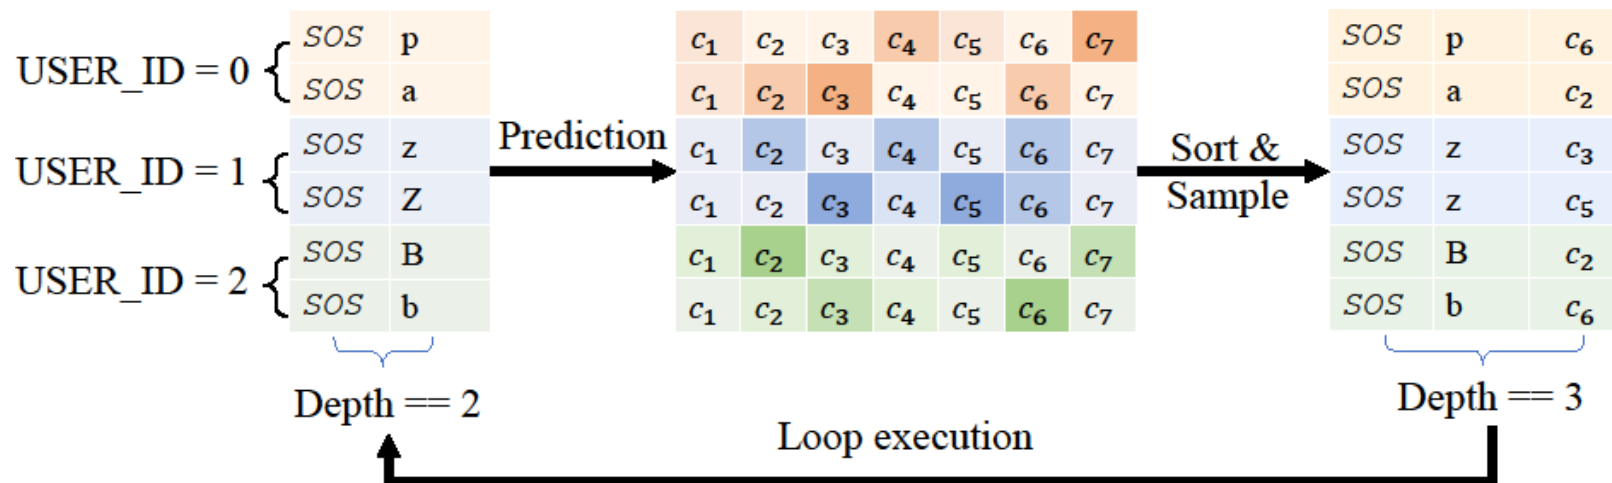 USER_ID = 0
USER_ID = 1
USER_ID = 2
SOS p
SOS a
SOS z
SOS Z
SOS B
SOS b
Depth == 2
Prediction
c1 c2 c3 c4 c5 c6 c7
c1 c2 c3 c4 c5 c6 c7
c1 c2 c3 c4 c5 c6 c7
c1 c2 c3 c4 c5 c6 c7
c1 c2 c3 c4 c5 c6 c7
c1 c2 c3 c4 c5 c6 c7
Sort &
Sample
SOS p c6
SOS a c2
SOS z c3
SOS z c5
SOS B c2
SOS b c6
Depth == 3
Loop execution